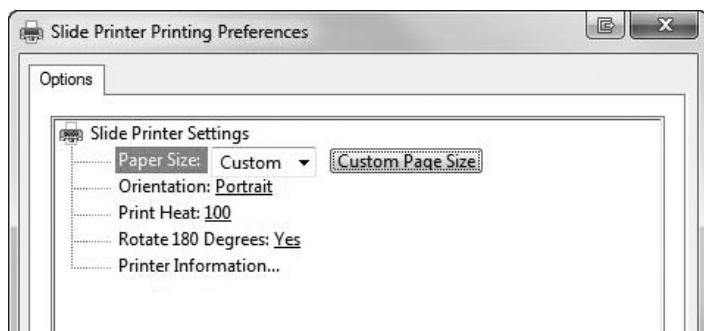 Slide Printer Printing Preferences
Options
Slide Printer Settings
Paper Size: Custom Custom Page Size
Orientation: Portrait
Print Heat: 100
Rotate 180 Degrees: Yes
Printer Information...